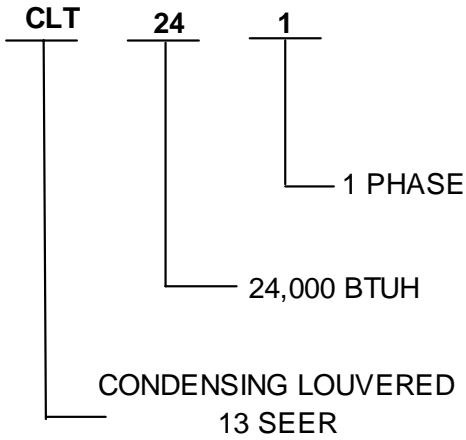 CLT 24 1
1 PHASE
24,000 BTUH
CONDENSING LOUVERED
13 SEER